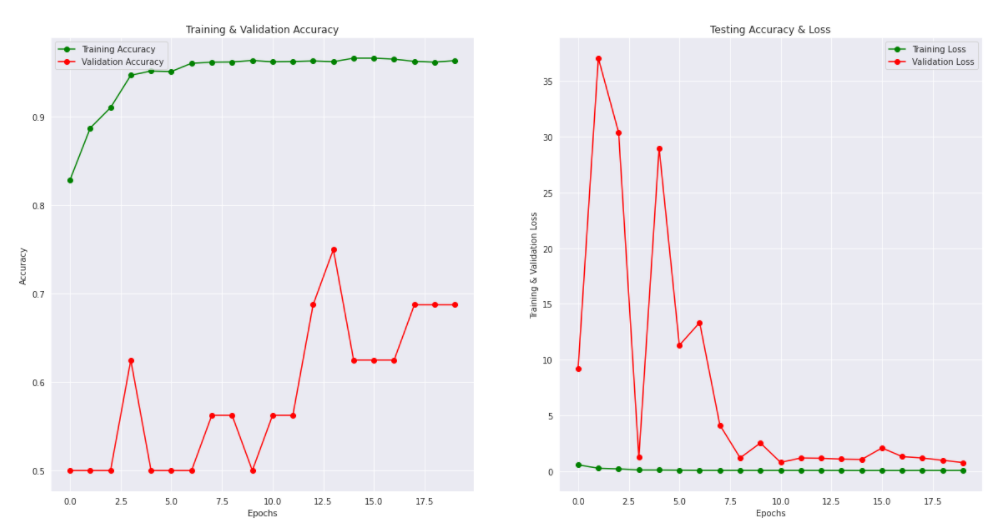 Training & Validation Accuracy
Training Accuracy
Validation Accuracy
0.9
0.8
0.7
0.6
0.5
Accuracy
0.0 2.5 5.0 7.5 10.0 12.5 15.0 17.5
Epochs
Testing Accuracy & Loss
Training Loss
Validation Loss
35
30
25
20
15
10
5
0
Training & Validation Loss
0.0 2.5 5.0 7.5 10.0 12.5 15.0 17.5
Epochs